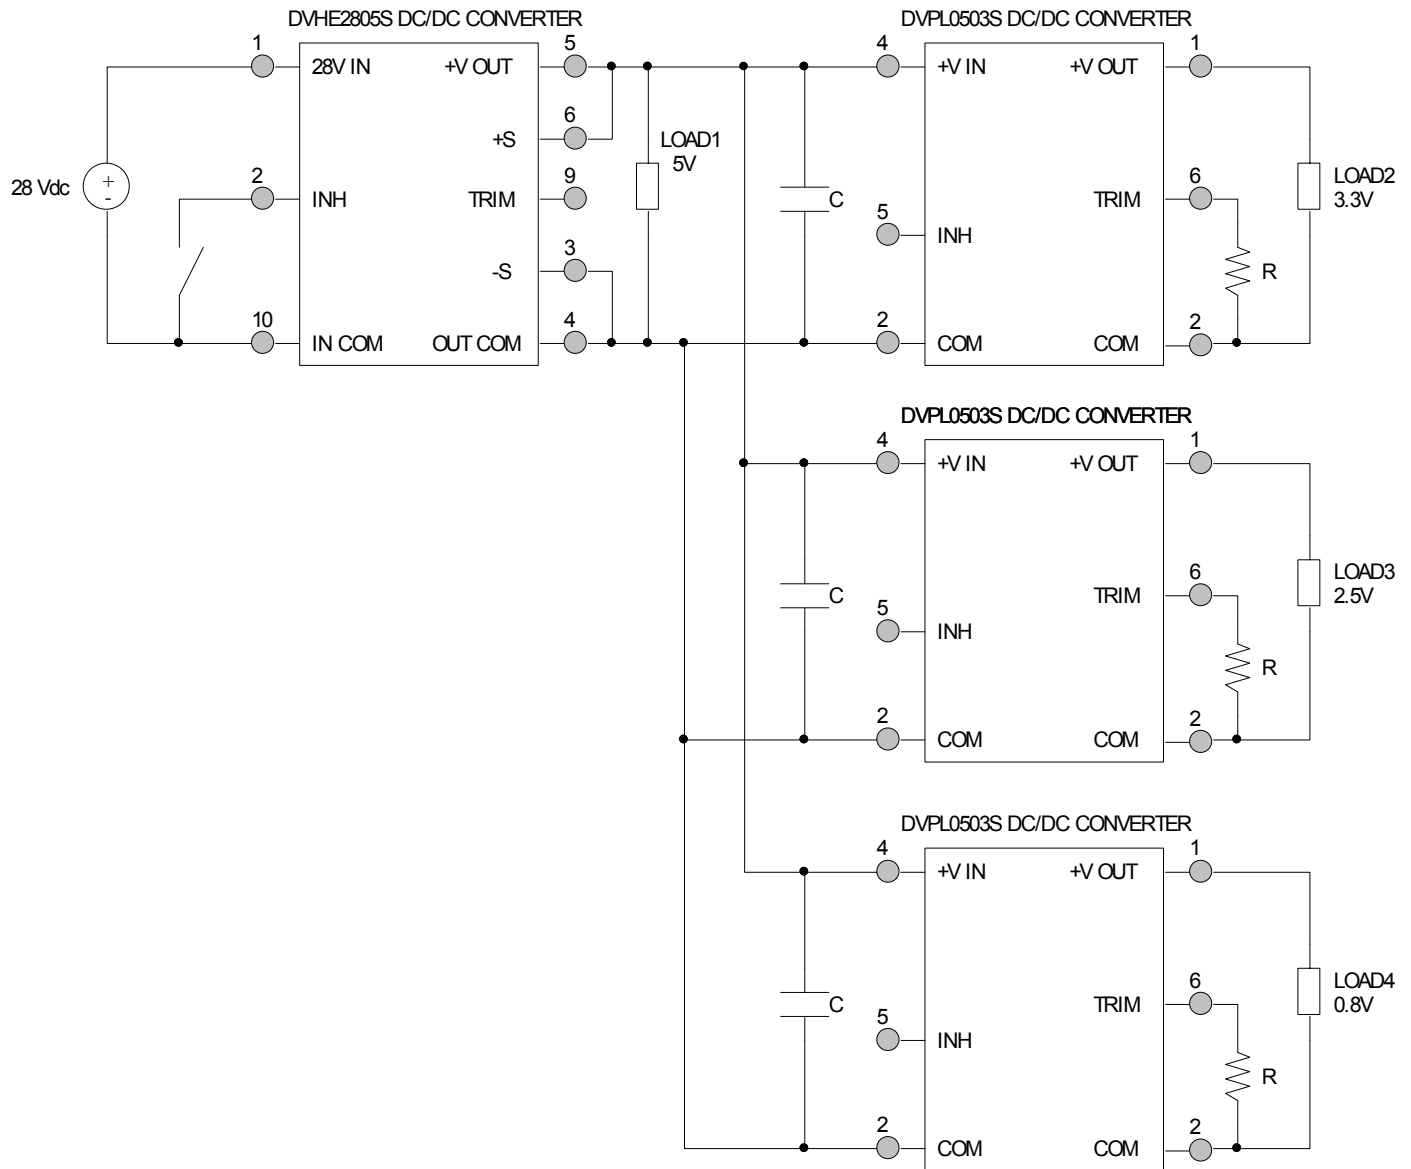 DVHE2805S DC/DC CONVERTER
1
28V IN
+V OUT
5
+S
6
28 Vdc
+
-
2
INH
TRIM
9
-S
3
10
IN COM
OUT COM
4
LOAD1
5V
C
DVPL0503S DC/DC CONVERTER
4
+V IN
+V OUT
1
TRIM
6
LOAD2
3.3V
5
INH
R
2
COM
COM
2
DVPL0503S DC/DC CONVERTER
4
+V IN
+V OUT
1
C
TRIM
6
LOAD3
2.5V
5
INH
R
2
COM
COM
2
DVPL0503S DC/DC CONVERTER
4
+V IN
+V OUT
1
C
TRIM
6
LOAD4
0.8V
5
INH
R
2
COM
COM
2